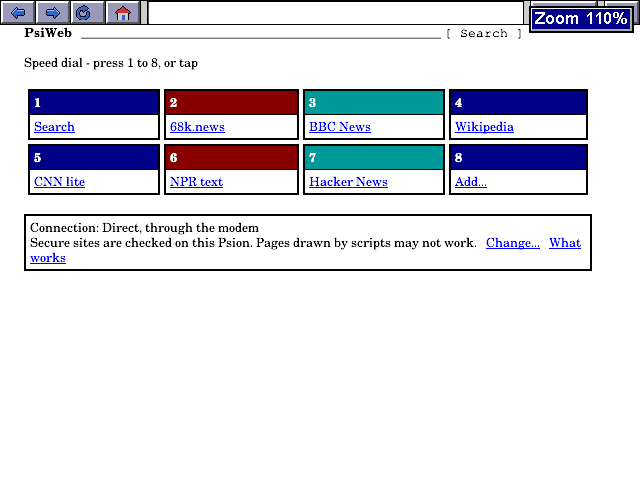 Zoom 110%
PsiWeb [ Search ]
Speed dial - press 1 to 8, or tap
1 2 3 4
Search 68k.news BBC News Wikipedia
5 6 7 8
CNN lite NPR text Hacker News Add...
Connection: Direct, through the modem
Secure sites are checked on this Psion. Pages drawn by scripts may not work. Change... What
works